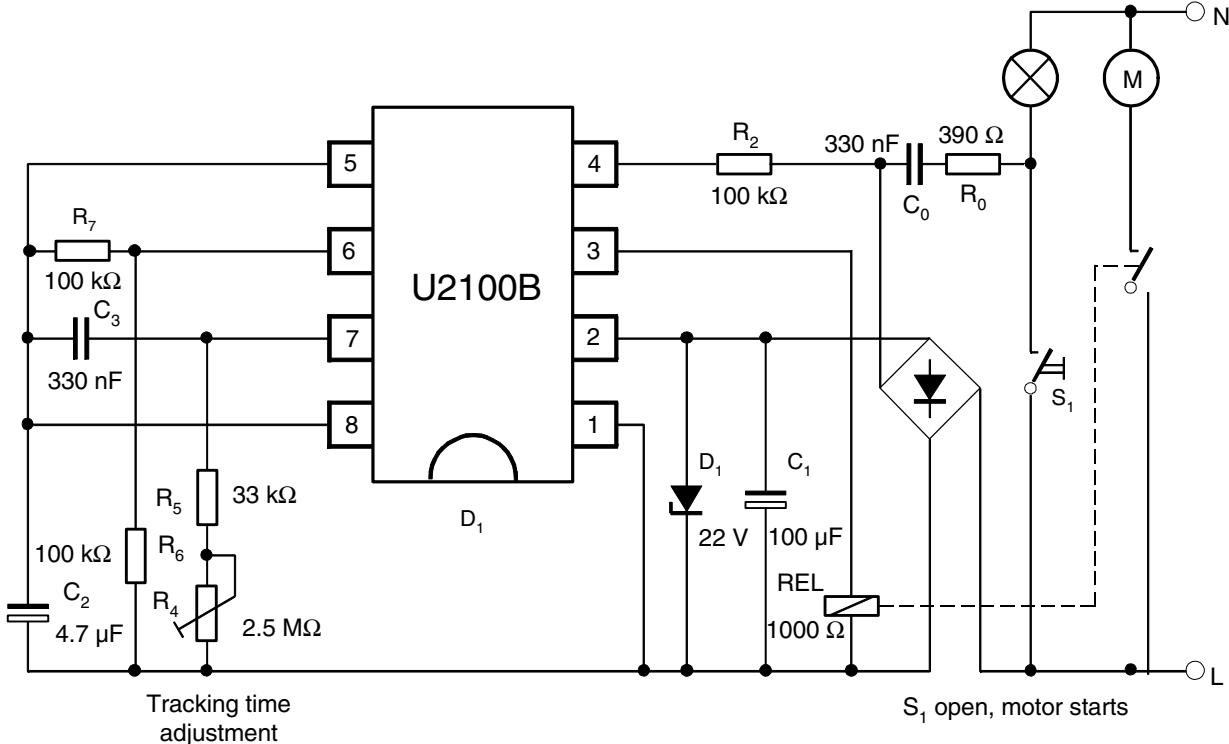 N
M
R2
100 kΩ
330 nF
C0
390 Ω
R0
5
4
R7
100 kΩ
6
3
U2100B
C3
330 nF
7
2
8
1
S1
D1
R5
33 kΩ
D1
22 V
C1
100 µF
100 kΩ
R6
C2
4.7 µF
R4
2.5 MΩ
REL
1000 Ω
L
Tracking time
adjustment
S1 open, motor starts